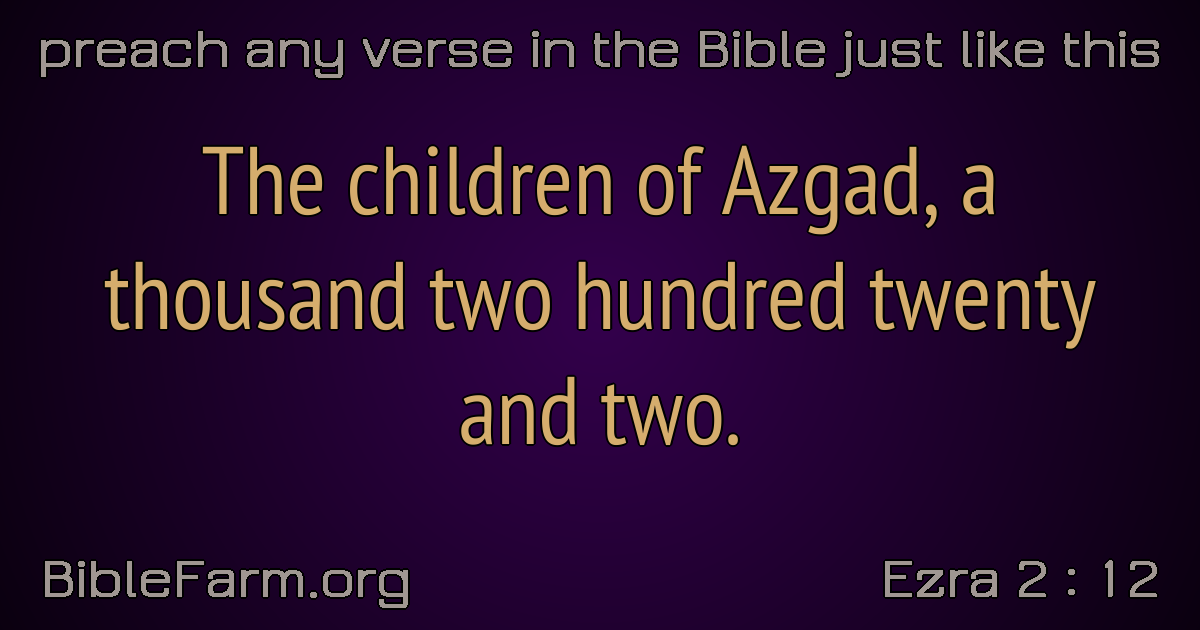 preach any verse in the Bible just like this
The children of Azgad, a
thousand two hundred twenty
and two.
BibleFarm.org
Ezra 2 : 12